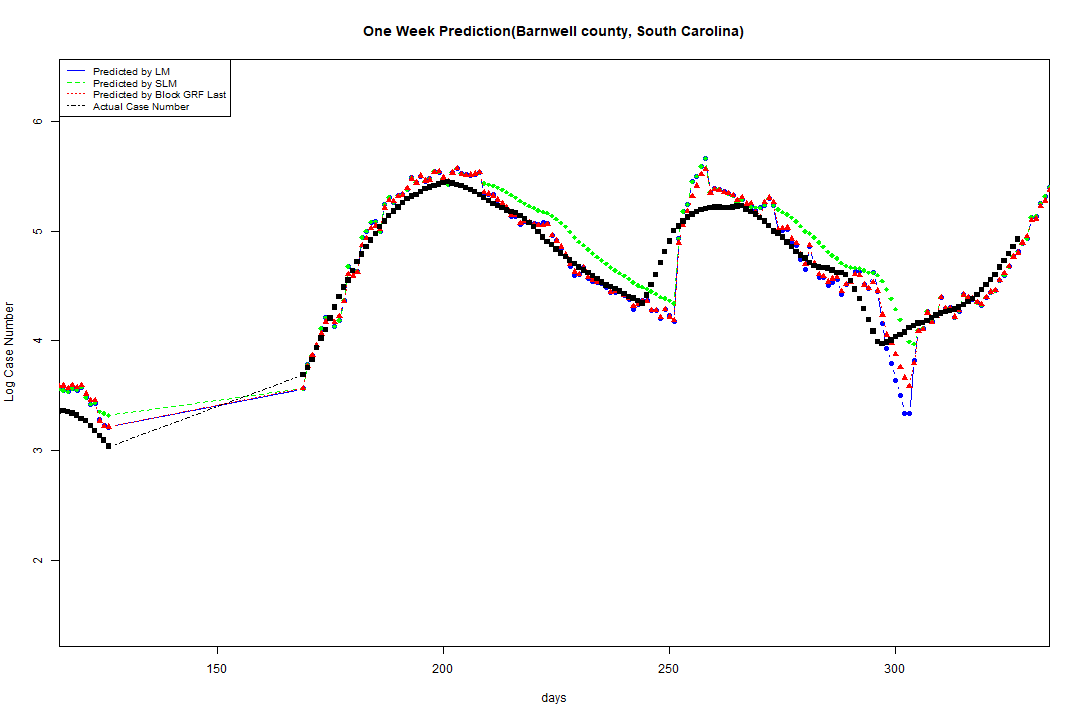 One Week Prediction(Barnwell county, South Carolina)
Predicted by LM
Predicted by SLM
Predicted by Block GRF Last
Actual Case Number
Log Case Number
6
5
4
3
2
150 200 250 300
days